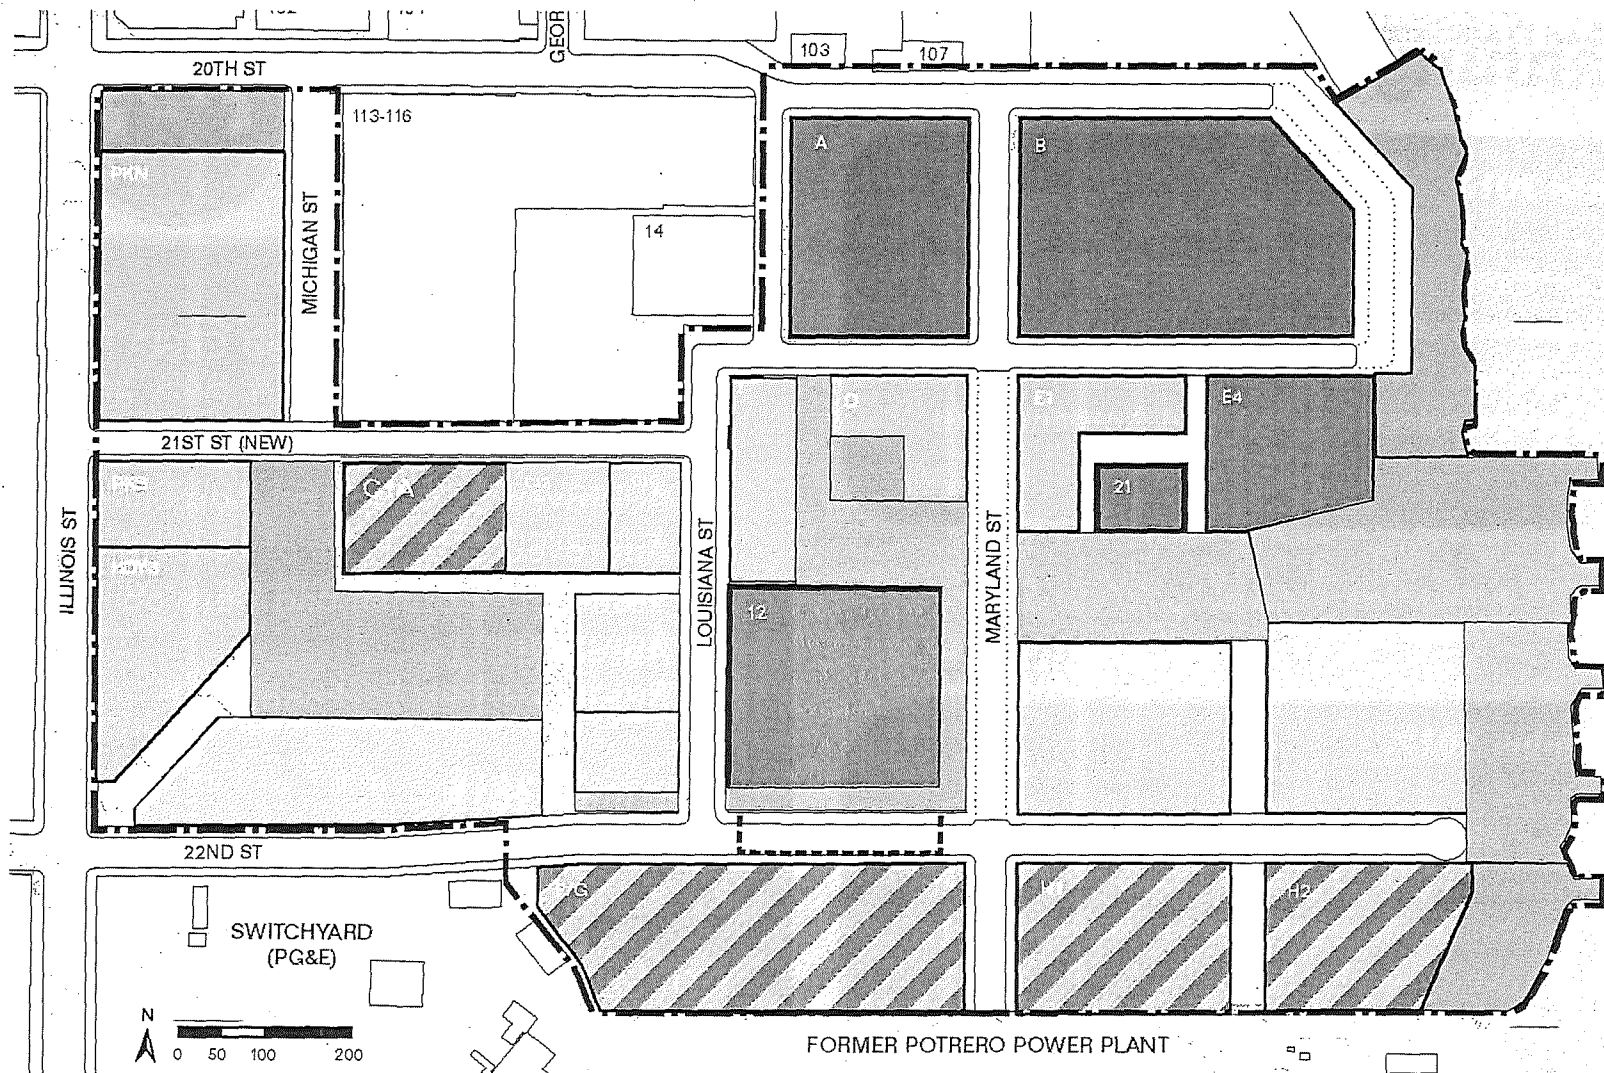 GEOR
103
107
20TH ST
113-116
A
B
PKN
MICHIGAN ST
14
21ST ST (NEW)
E4
21
ILLINOIS ST
LOUISIANA ST
MARYLAND ST
12
22ND ST
G
H2
SWITCHYARD
(PG&E)
N
0 50 100 200
FORMER POTRERO POWER PLANT